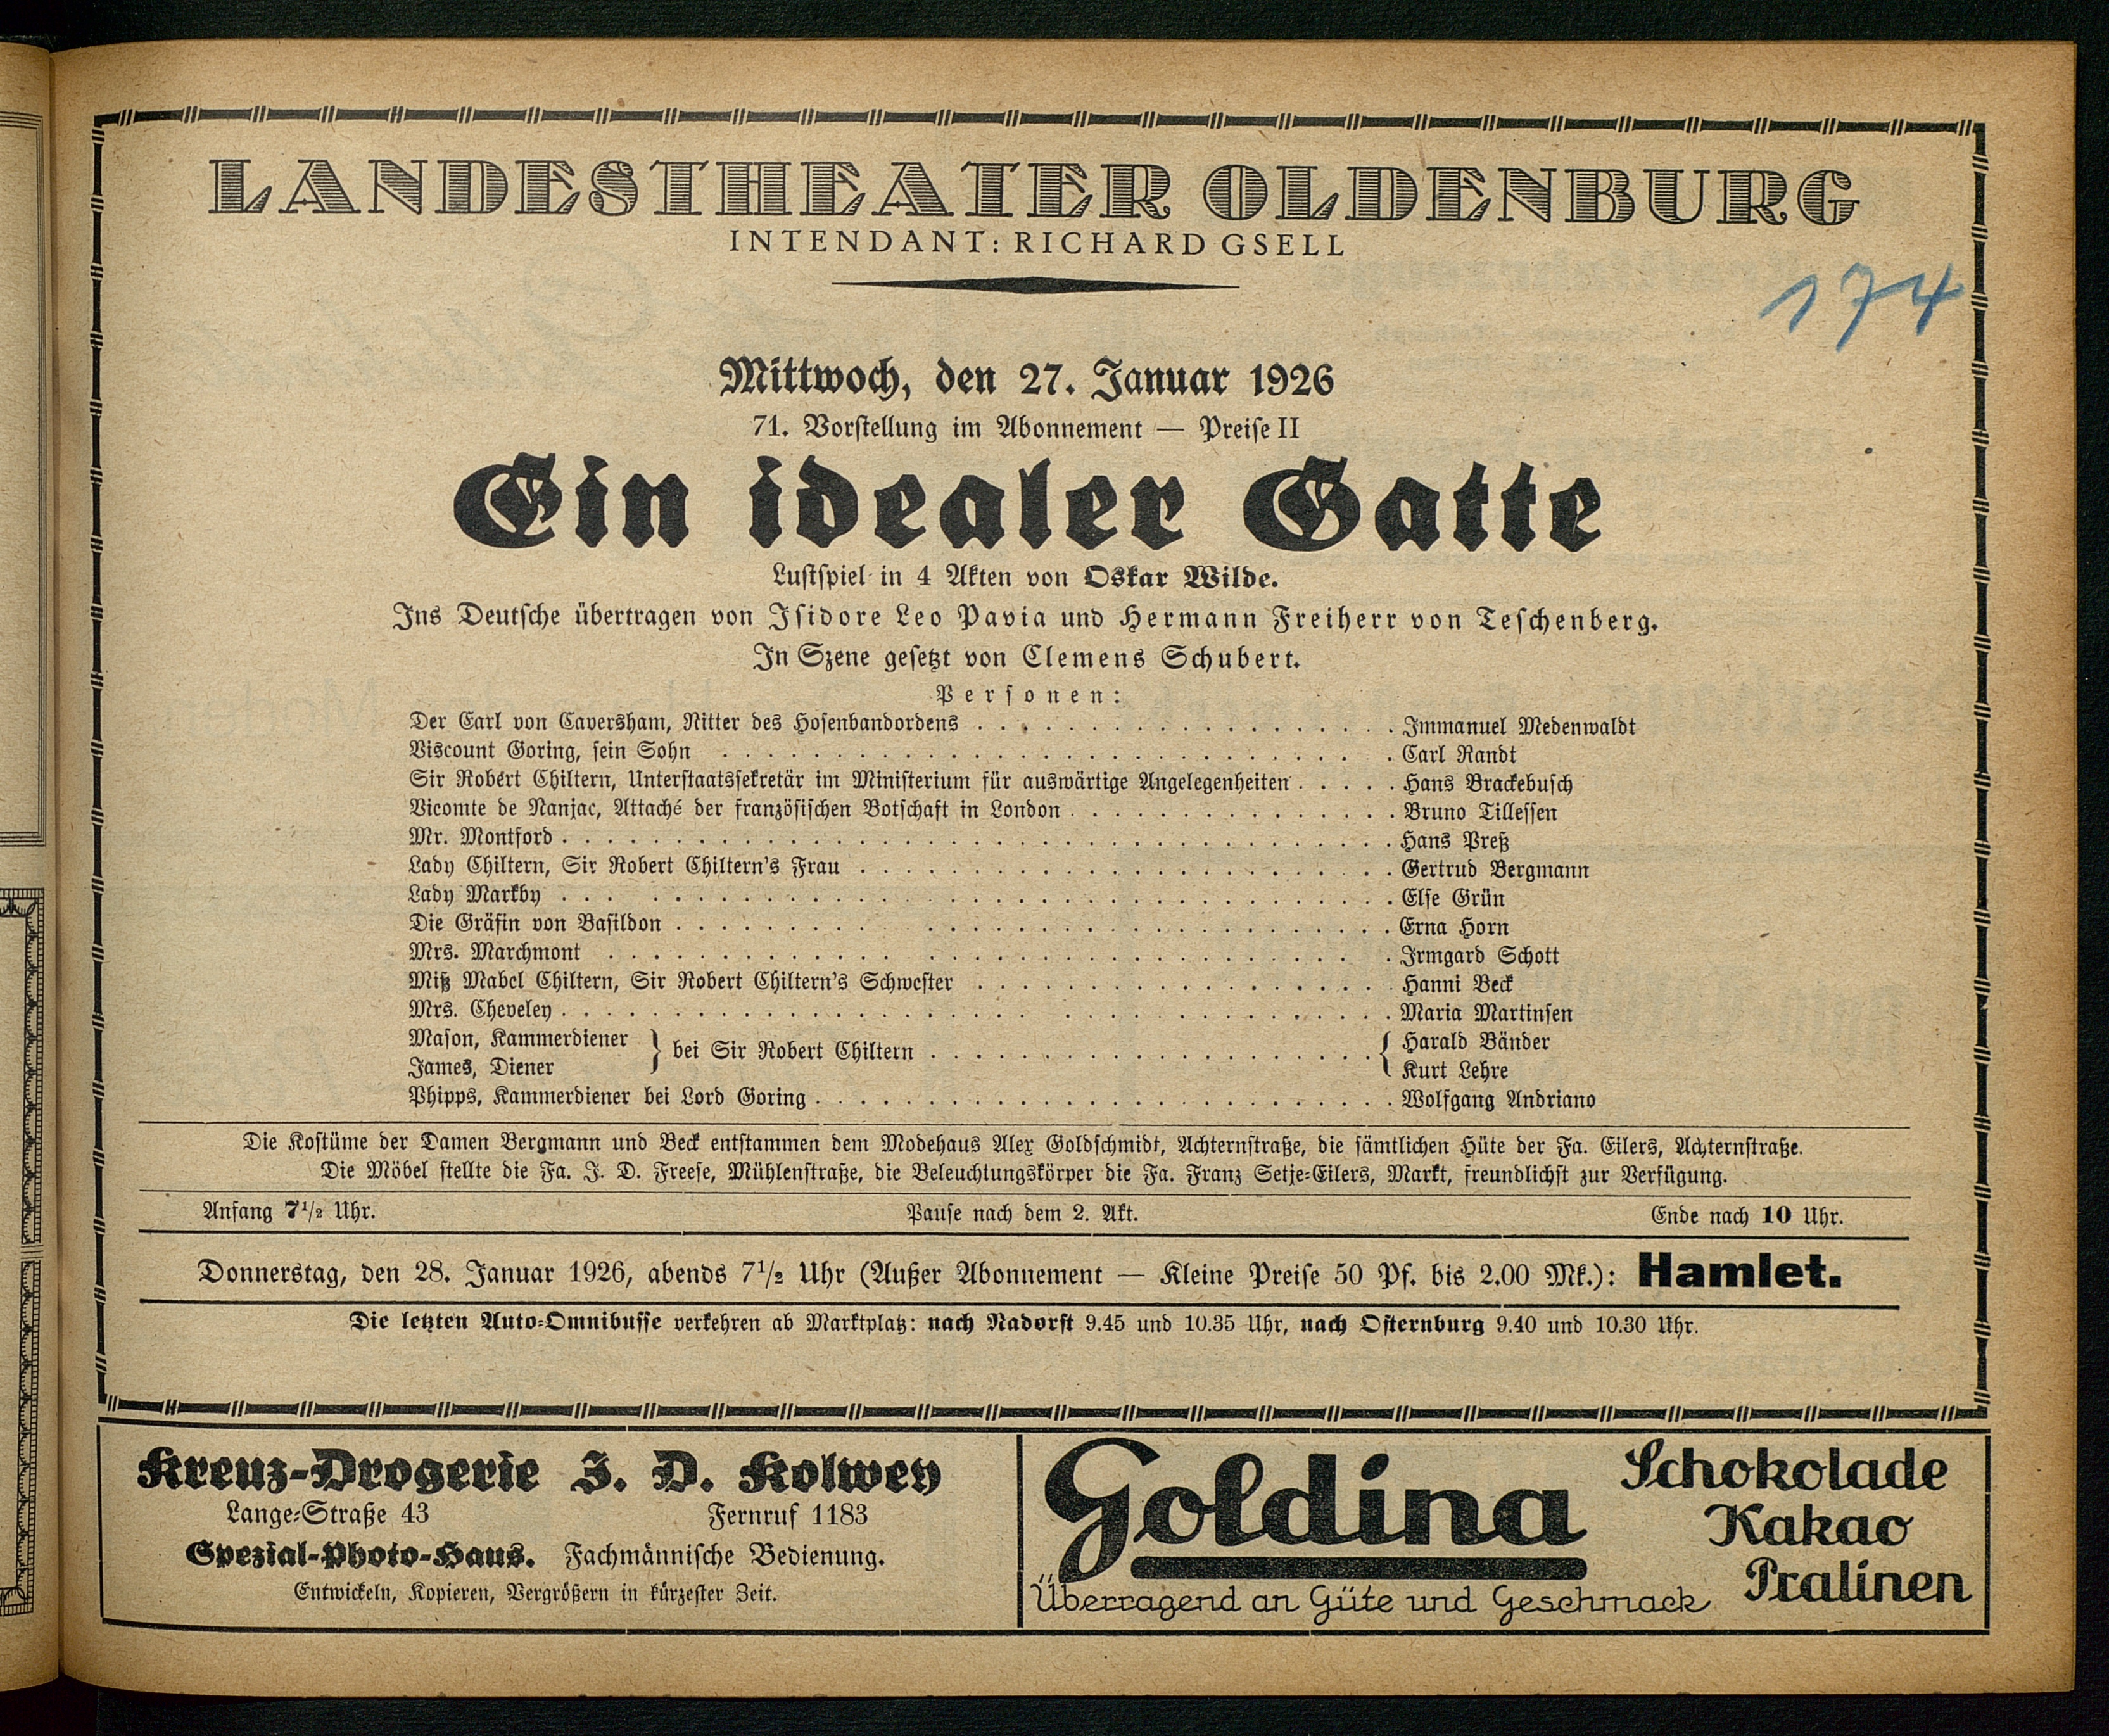 LANDESTHEATER OLDENBURG
INTENDANT: RICHARD GSELL
174
Mittwoch, den 27. Januar 1926
71. Vorstellung im Abonnement — Preise II
Ein idealer Gatte
Lustspiel in 4 Akten von Oskar Wilde.
Ins Deutsche übertragen von Isidore Leo Pavia und Hermann Freiherr von Teschenberg.
In Szene gesetzt von Clemens Schubert.
Personen:
Der Earl von Caversham, Ritter des Hosenbandordens . . . . . Immanuel Medenwaldt
Viscount Goring, sein Sohn . . . . . Carl Randt
Sir Robert Chiltern, Unterstaatssekretär im Ministerium für auswärtige Angelegenheiten . . . . . Hans Brackebusch
Vicomte de Nanjac, Attaché der französischen Botschaft in London . . . . . Bruno Tillessen
Mr. Montford . . . . . Hans Preß
Lady Chiltern, Sir Robert Chiltern's Frau . . . . . Gertrud Bergmann
Lady Markby . . . . . Else Grün
Die Gräfin von Basildon . . . . . Erna Horn
Mrs. Marchmont . . . . . Irmgard Schott
Miß Mabel Chiltern, Sir Robert Chiltern's Schwester . . . . . Hanni Beck
Mrs. Cheveley . . . . . Maria Martinsen
Mason, Kammerdiener } bei Sir Robert Chiltern . . . . . { Harald Bänder
James, Diener Kurt Lehre
Phipps, Kammerdiener bei Lord Goring . . . . . Wolfgang Andriano
Die Kostüme der Damen Bergmann und Beck entstammen dem Modehaus Alex Goldschmidt, Achternstraße, die sämtlichen Hüte der Fa. Eilers, Achternstraße.
Die Möbel stellte die Fa. J. D. Freese, Mühlenstraße, die Beleuchtungskörper die Fa. Franz Setje-Eilers, Markt, freundlichst zur Verfügung.
Anfang 7½ Uhr. Pause nach dem 2. Akt. Ende nach 10 Uhr.
Donnerstag, den 28. Januar 1926, abends 7½ Uhr (Außer Abonnement — Kleine Preise 50 Pf. bis 2.00 Mk.): Hamlet.
Die letzten Auto-Omnibusse verkehren ab Marktplatz: nach Nadorst 9.45 und 10.35 Uhr, nach Osternburg 9.40 und 10.30 Uhr.
Kreuz-Drogerie J. D. Kolwey
Lange-Straße 43 Fernruf 1183
Spezial-Photo-Haus. Fachmännische Bedienung.
Entwickeln, Kopieren, Vergrößern in kürzester Zeit.
Goldina
Schokolade
Kakao
Pralinen
Überragend an Güte und Geschmack